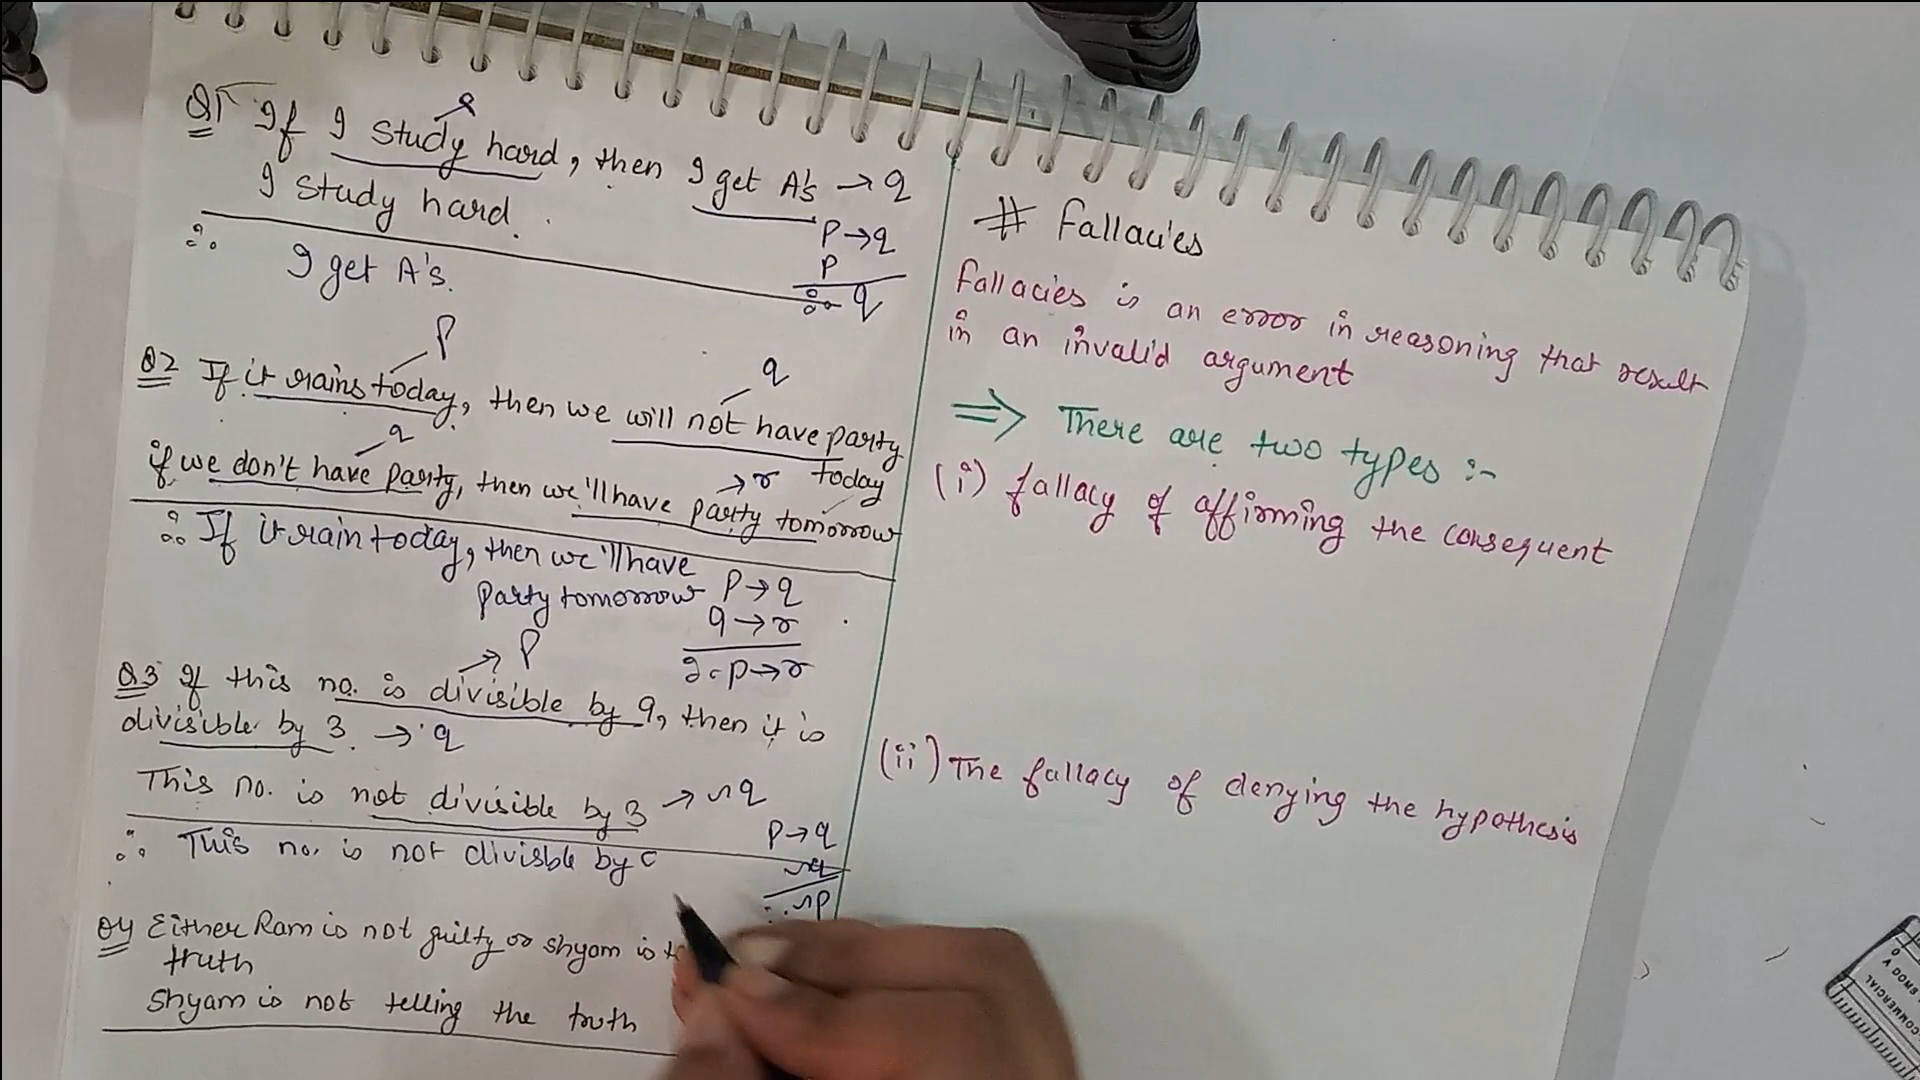 Q1 If I study hard, then I get A's → q
I study hard.
p→q
p
∴ q
∴ I get A's.
p
q
Q2 If it rains today, then we will not have party
today
q
if we don't have party, then we'll have party tomorrow
→ r
∴ If it rain today, then we'll have
party tomorrow
p→q
q→r
∴ p→r
p
Q3 If this no. is divisible by 9, then it is
divisible by 3. → q
This no. is not divisible by 3 → ~q
p→q
~q
∴ ~p
∴ This no. is not divisble by
Q4 Either Ram is not guilty or shyam is
truth
Shyam is not telling the truth
# Fallacies
Fallacies is an error in reasoning that result
in an invalid argument
⇒ There are two types :-
(i) fallacy of affirming the consequent
(ii) The fallacy of denying the hypothesis
COMMERCIAL